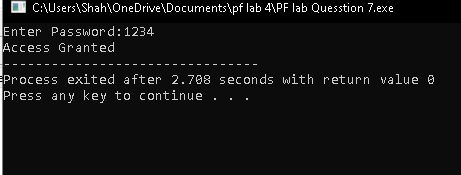 C:\Users\Shah\OneDrive\Documents\pf lab 4\PF lab Quesstion 7.exe
Enter Password:1234
Access Granted
--------------------------------
Process exited after 2.708 seconds with return value 0
Press any key to continue . . .